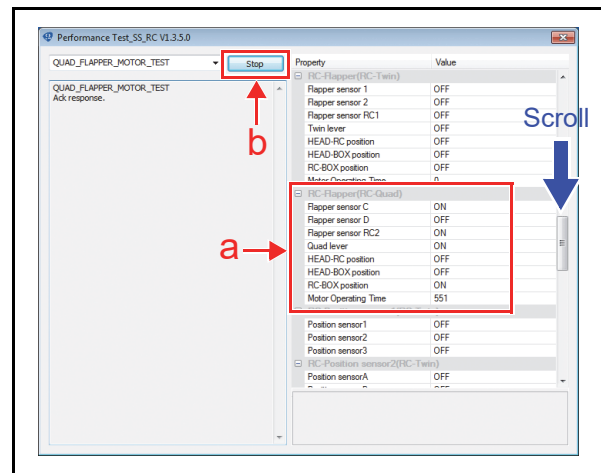 Performance Test_SS_RC V1.3.5.0
QUAD_FLAPPER_MOTOR_TEST
Stop
QUAD_FLAPPER_MOTOR_TEST
Ack response.
b
a
Scroll
Property Value
RC-Flapper(RC-Twin)
Flapper sensor 1 OFF
Flapper sensor 2 OFF
Flapper sensor RC1 OFF
Twin lever OFF
HEAD-RC position OFF
HEAD-BOX position OFF
RC-BOX position OFF
Motor Operating Time 0
RC-Flapper(RC-Quad)
Flapper sensor C ON
Flapper sensor D OFF
Flapper sensor RC2 ON
Quad lever ON
HEAD-RC position OFF
HEAD-BOX position OFF
RC-BOX position ON
Motor Operating Time 551
Position sensor1 OFF
Position sensor2 OFF
Position sensor3 OFF
RC-Position sensor2(RC-Twin)
Position sensorA OFF